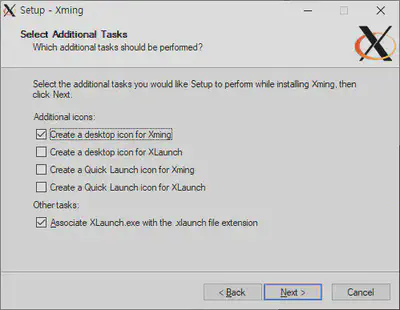 Setup - Xming
Select Additional Tasks
Which additional tasks should be performed?
Select the additional tasks you would like Setup to perform while installing Xming, then
click Next.
Additional icons:
Create a desktop icon for Xming
Create a desktop icon for XLaunch
Create a Quick Launch icon for Xming
Create a Quick Launch icon for XLaunch
Other tasks:
Associate XLaunch.exe with the .xlaunch file extension
< Back
Next >
Cancel